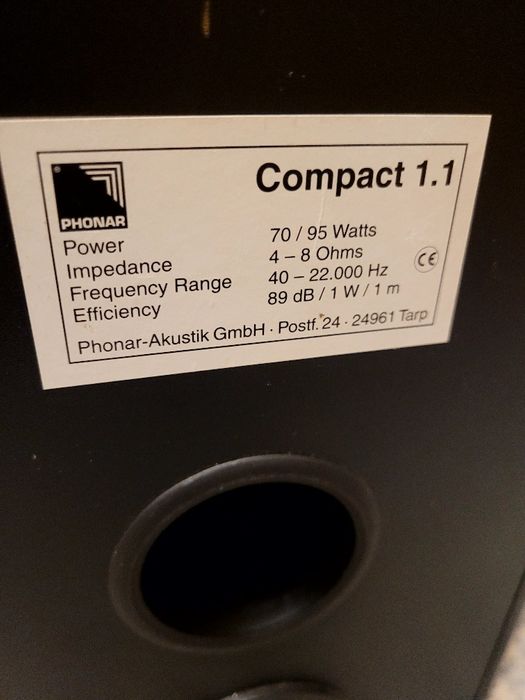 PHONAR
Compact 1.1
Power 70 / 95 Watts
Impedance 4 – 8 Ohms
Frequency Range 40 – 22.000 Hz
Efficiency 89 dB / 1 W / 1 m
CE
Phonar-Akustik GmbH · Postf. 24 · 24961 Tarp